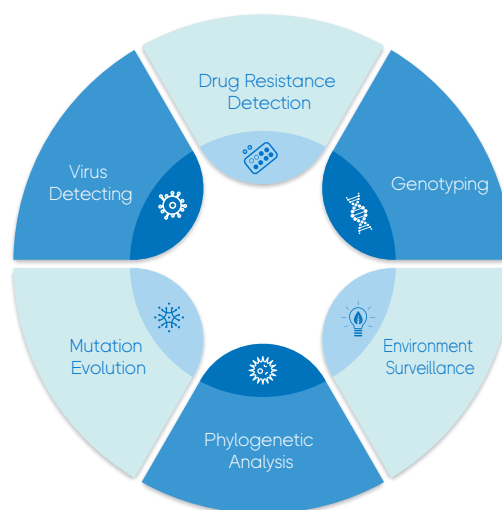 Drug Resistance
Detection
Genotyping
Environment
Surveillance
Phylogenetic
Analysis
Mutation
Evolution
Virus
Detecting